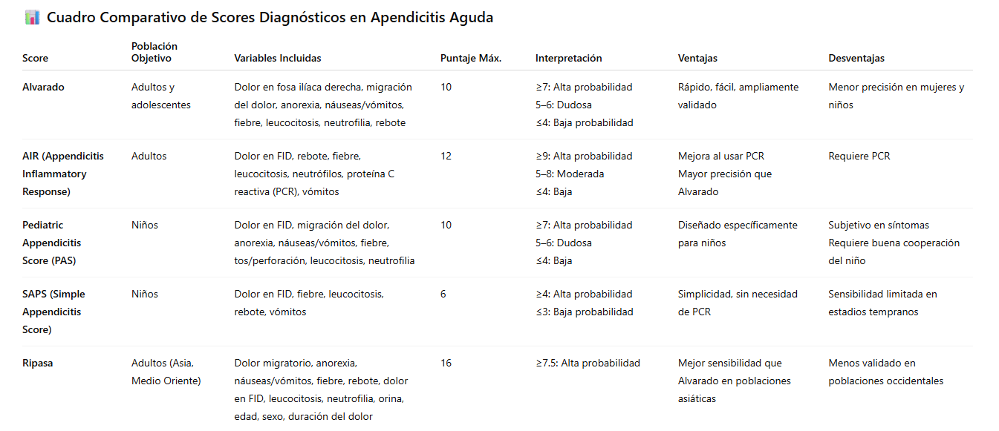 📊 Cuadro Comparativo de Scores Diagnósticos en Apendicitis Aguda
Score
Población
Objetivo
Variables Incluidas
Puntaje Máx.
Interpretación
Ventajas
Desventajas
Alvarado
Adultos y
adolescentes
Dolor en fosa ilíaca derecha, migración
del dolor, anorexia, náuseas/vómitos,
fiebre, leucocitosis, neutrofilia, rebote
10
≥7: Alta probabilidad
5–6: Dudosa
≤4: Baja probabilidad
Rápido, fácil, ampliamente
validado
Menor precisión en mujeres y
niños
AIR (Appendicitis
Inflammatory
Response)
Adultos
Dolor en FID, rebote, fiebre,
leucocitosis, neutrófilos, proteína C
reactiva (PCR), vómitos
12
≥9: Alta probabilidad
5–8: Moderada
≤4: Baja
Mejora al usar PCR
Mayor precisión que
Alvarado
Requiere PCR
Pediatric
Appendicitis
Score (PAS)
Niños
Dolor en FID, migración del dolor,
anorexia, náuseas/vómitos, fiebre,
tos/perforación, leucocitosis, neutrofilia
10
≥7: Alta probabilidad
5–6: Dudosa
≤4: Baja
Diseñado específicamente
para niños
Subjetivo en síntomas
Requiere buena cooperación
del niño
SAPS (Simple
Appendicitis
Score)
Niños
Dolor en FID, fiebre, leucocitosis,
rebote, vómitos
6
≥4: Alta probabilidad
≤3: Baja probabilidad
Simplicidad, sin necesidad
de PCR
Sensibilidad limitada en
estadios tempranos
Ripasa
Adultos (Asia,
Medio Oriente)
Dolor migratorio, anorexia,
náuseas/vómitos, fiebre, rebote, dolor
en FID, leucocitosis, neutrofilia, orina,
edad, sexo, duración del dolor
16
≥7.5: Alta probabilidad
Mejor sensibilidad que
Alvarado en poblaciones
asiáticas
Menos validado en
poblaciones occidentales